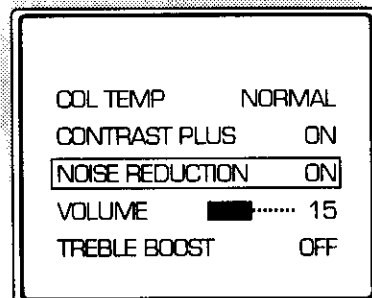 COL TEMP NORMAL
CONTRAST PLUS ON
NOISE REDUCTION ON
VOLUME 15
TREBLE BOOST OFF